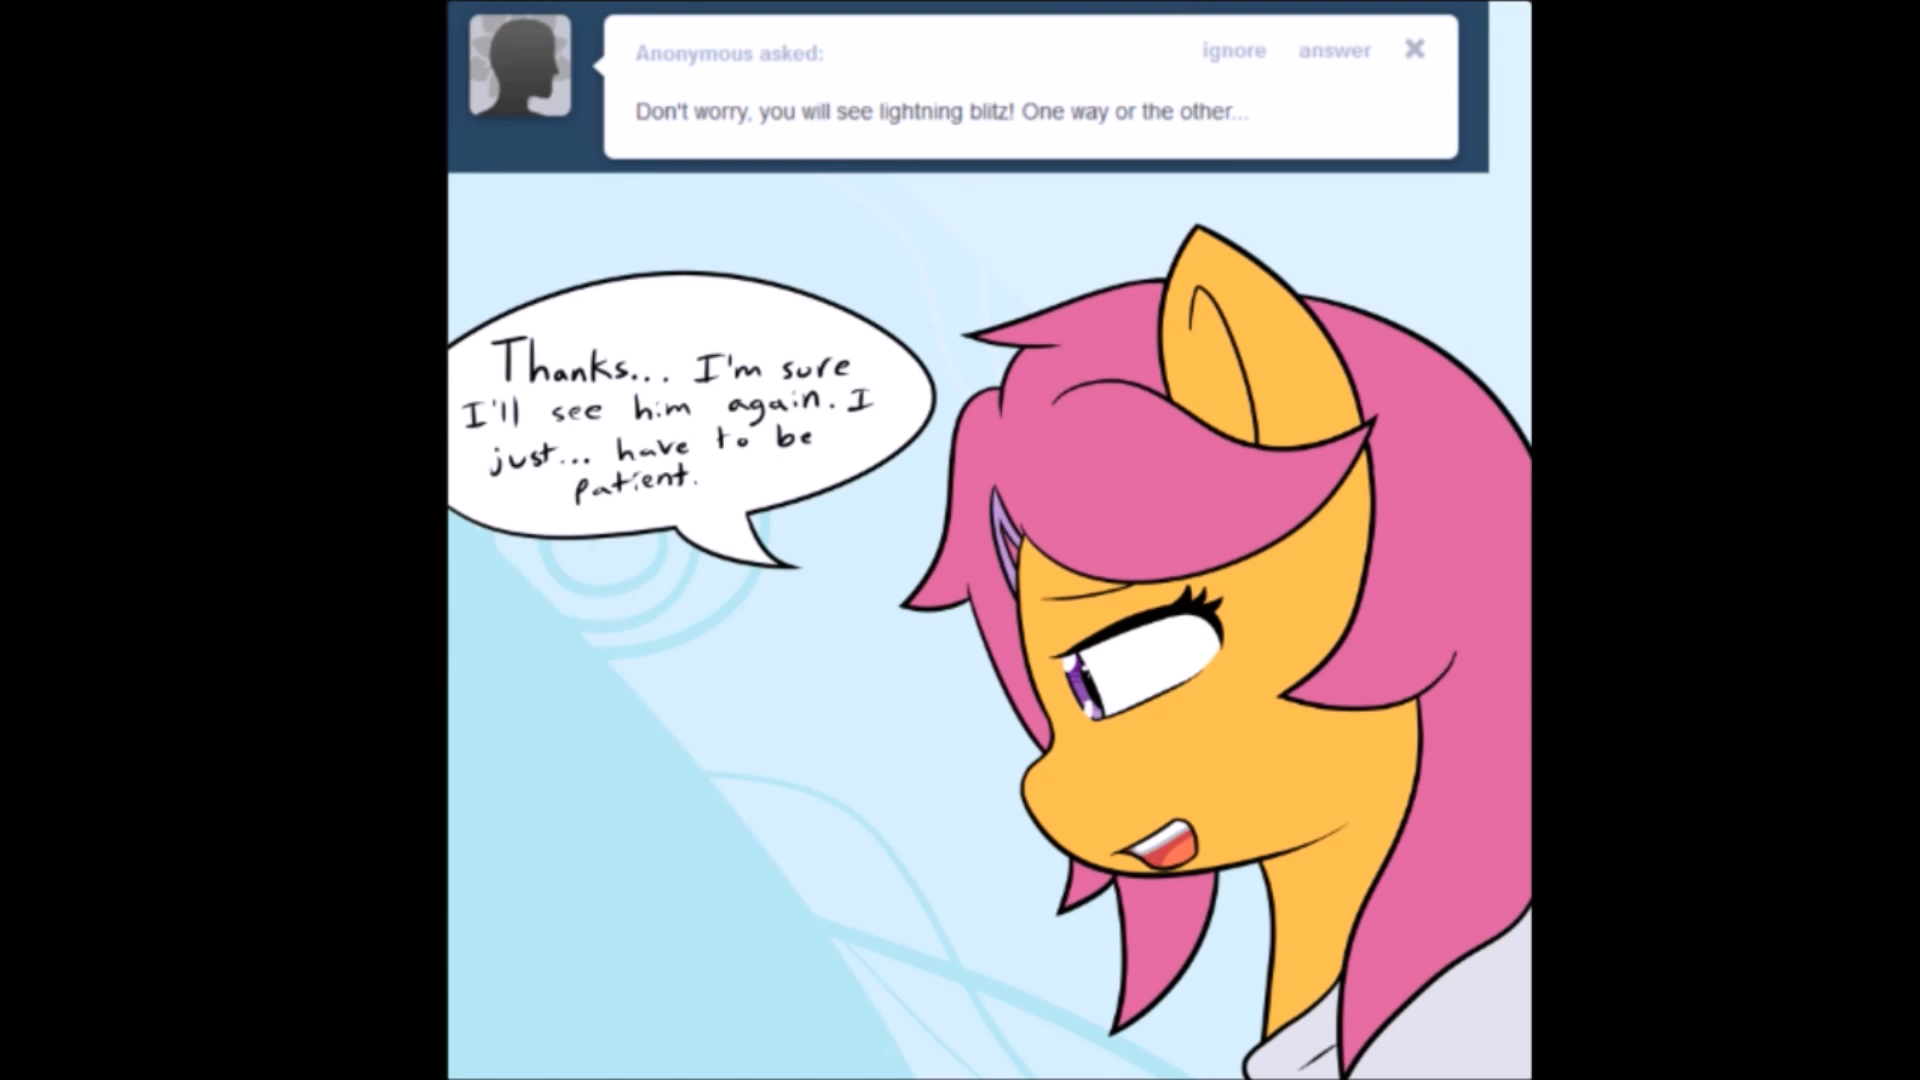 Anonymous asked:
ignore answer
Don't worry, you will see lightning blitz! One way or the other...
Thanks... I'm sure
I'll see him again. I
just... have to be
patient.